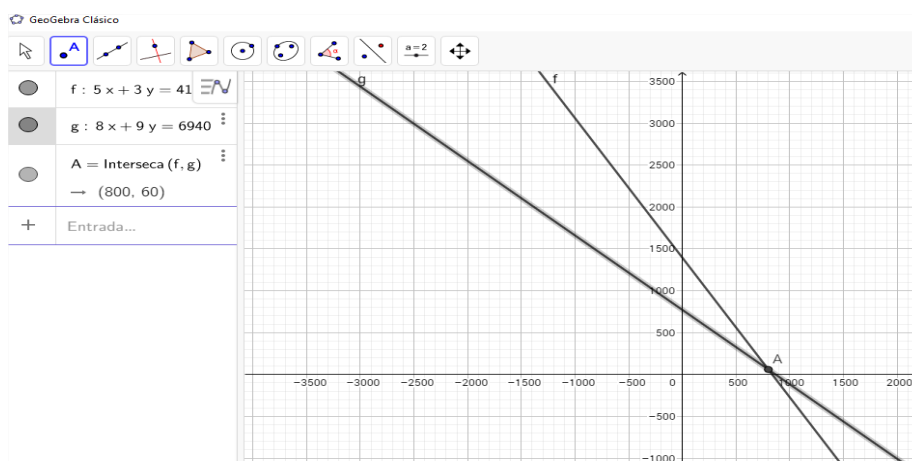 GeoGebra Clásico
A
α
a=2
f : 5 x + 3 y = 41
g : 8 x + 9 y = 6940
A = Interseca (f, g)
→ (800, 60)
+ Entrada...
g
f
3500
3000
2500
2000
1500
1000
500
A
−3500 −3000 −2500 −2000 −1500 −1000 −500 0 500 1000 1500 2000
−500
−1000